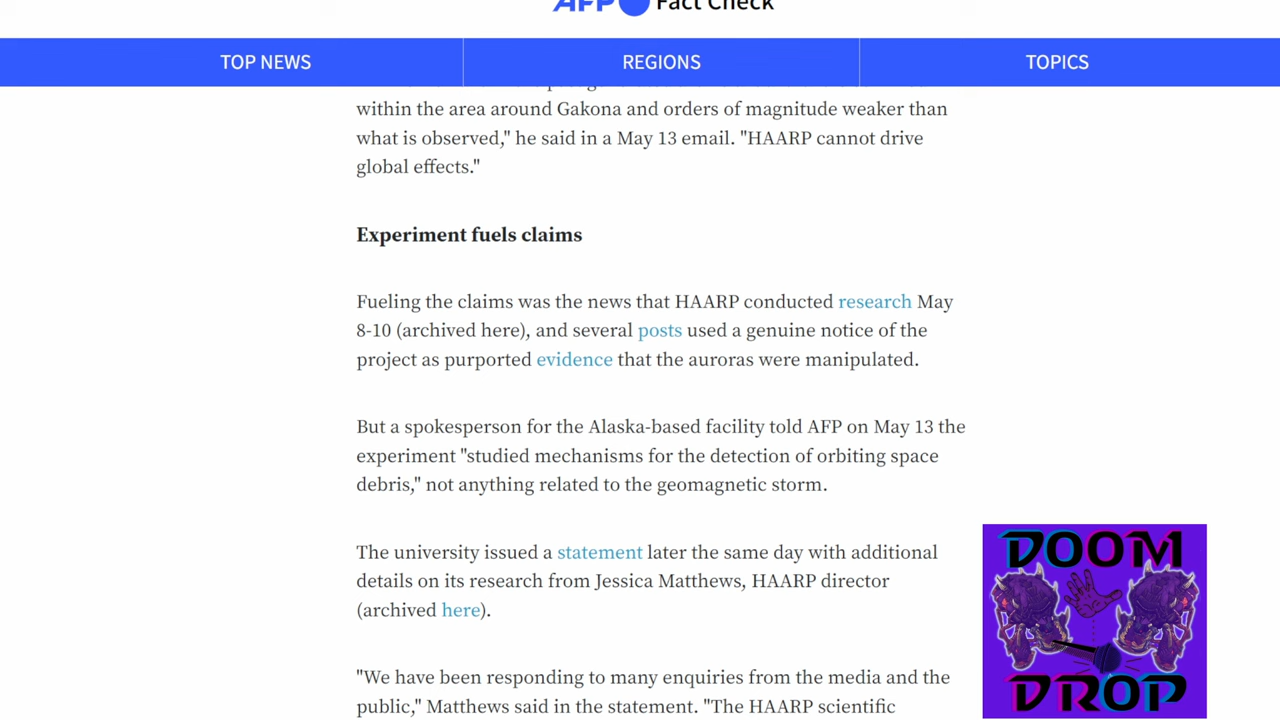 AFP Fact Check
TOP NEWS
REGIONS
TOPICS
within the area around Gakona and orders of magnitude weaker than
what is observed," he said in a May 13 email. "HAARP cannot drive
global effects."
Experiment fuels claims
Fueling the claims was the news that HAARP conducted research May
8-10 (archived here), and several posts used a genuine notice of the
project as purported evidence that the auroras were manipulated.
But a spokesperson for the Alaska-based facility told AFP on May 13 the
experiment "studied mechanisms for the detection of orbiting space
debris," not anything related to the geomagnetic storm.
The university issued a statement later the same day with additional
details on its research from Jessica Matthews, HAARP director
(archived here).
"We have been responding to many enquiries from the media and the
public," Matthews said in the statement. "The HAARP scientific
DOOM
DROP